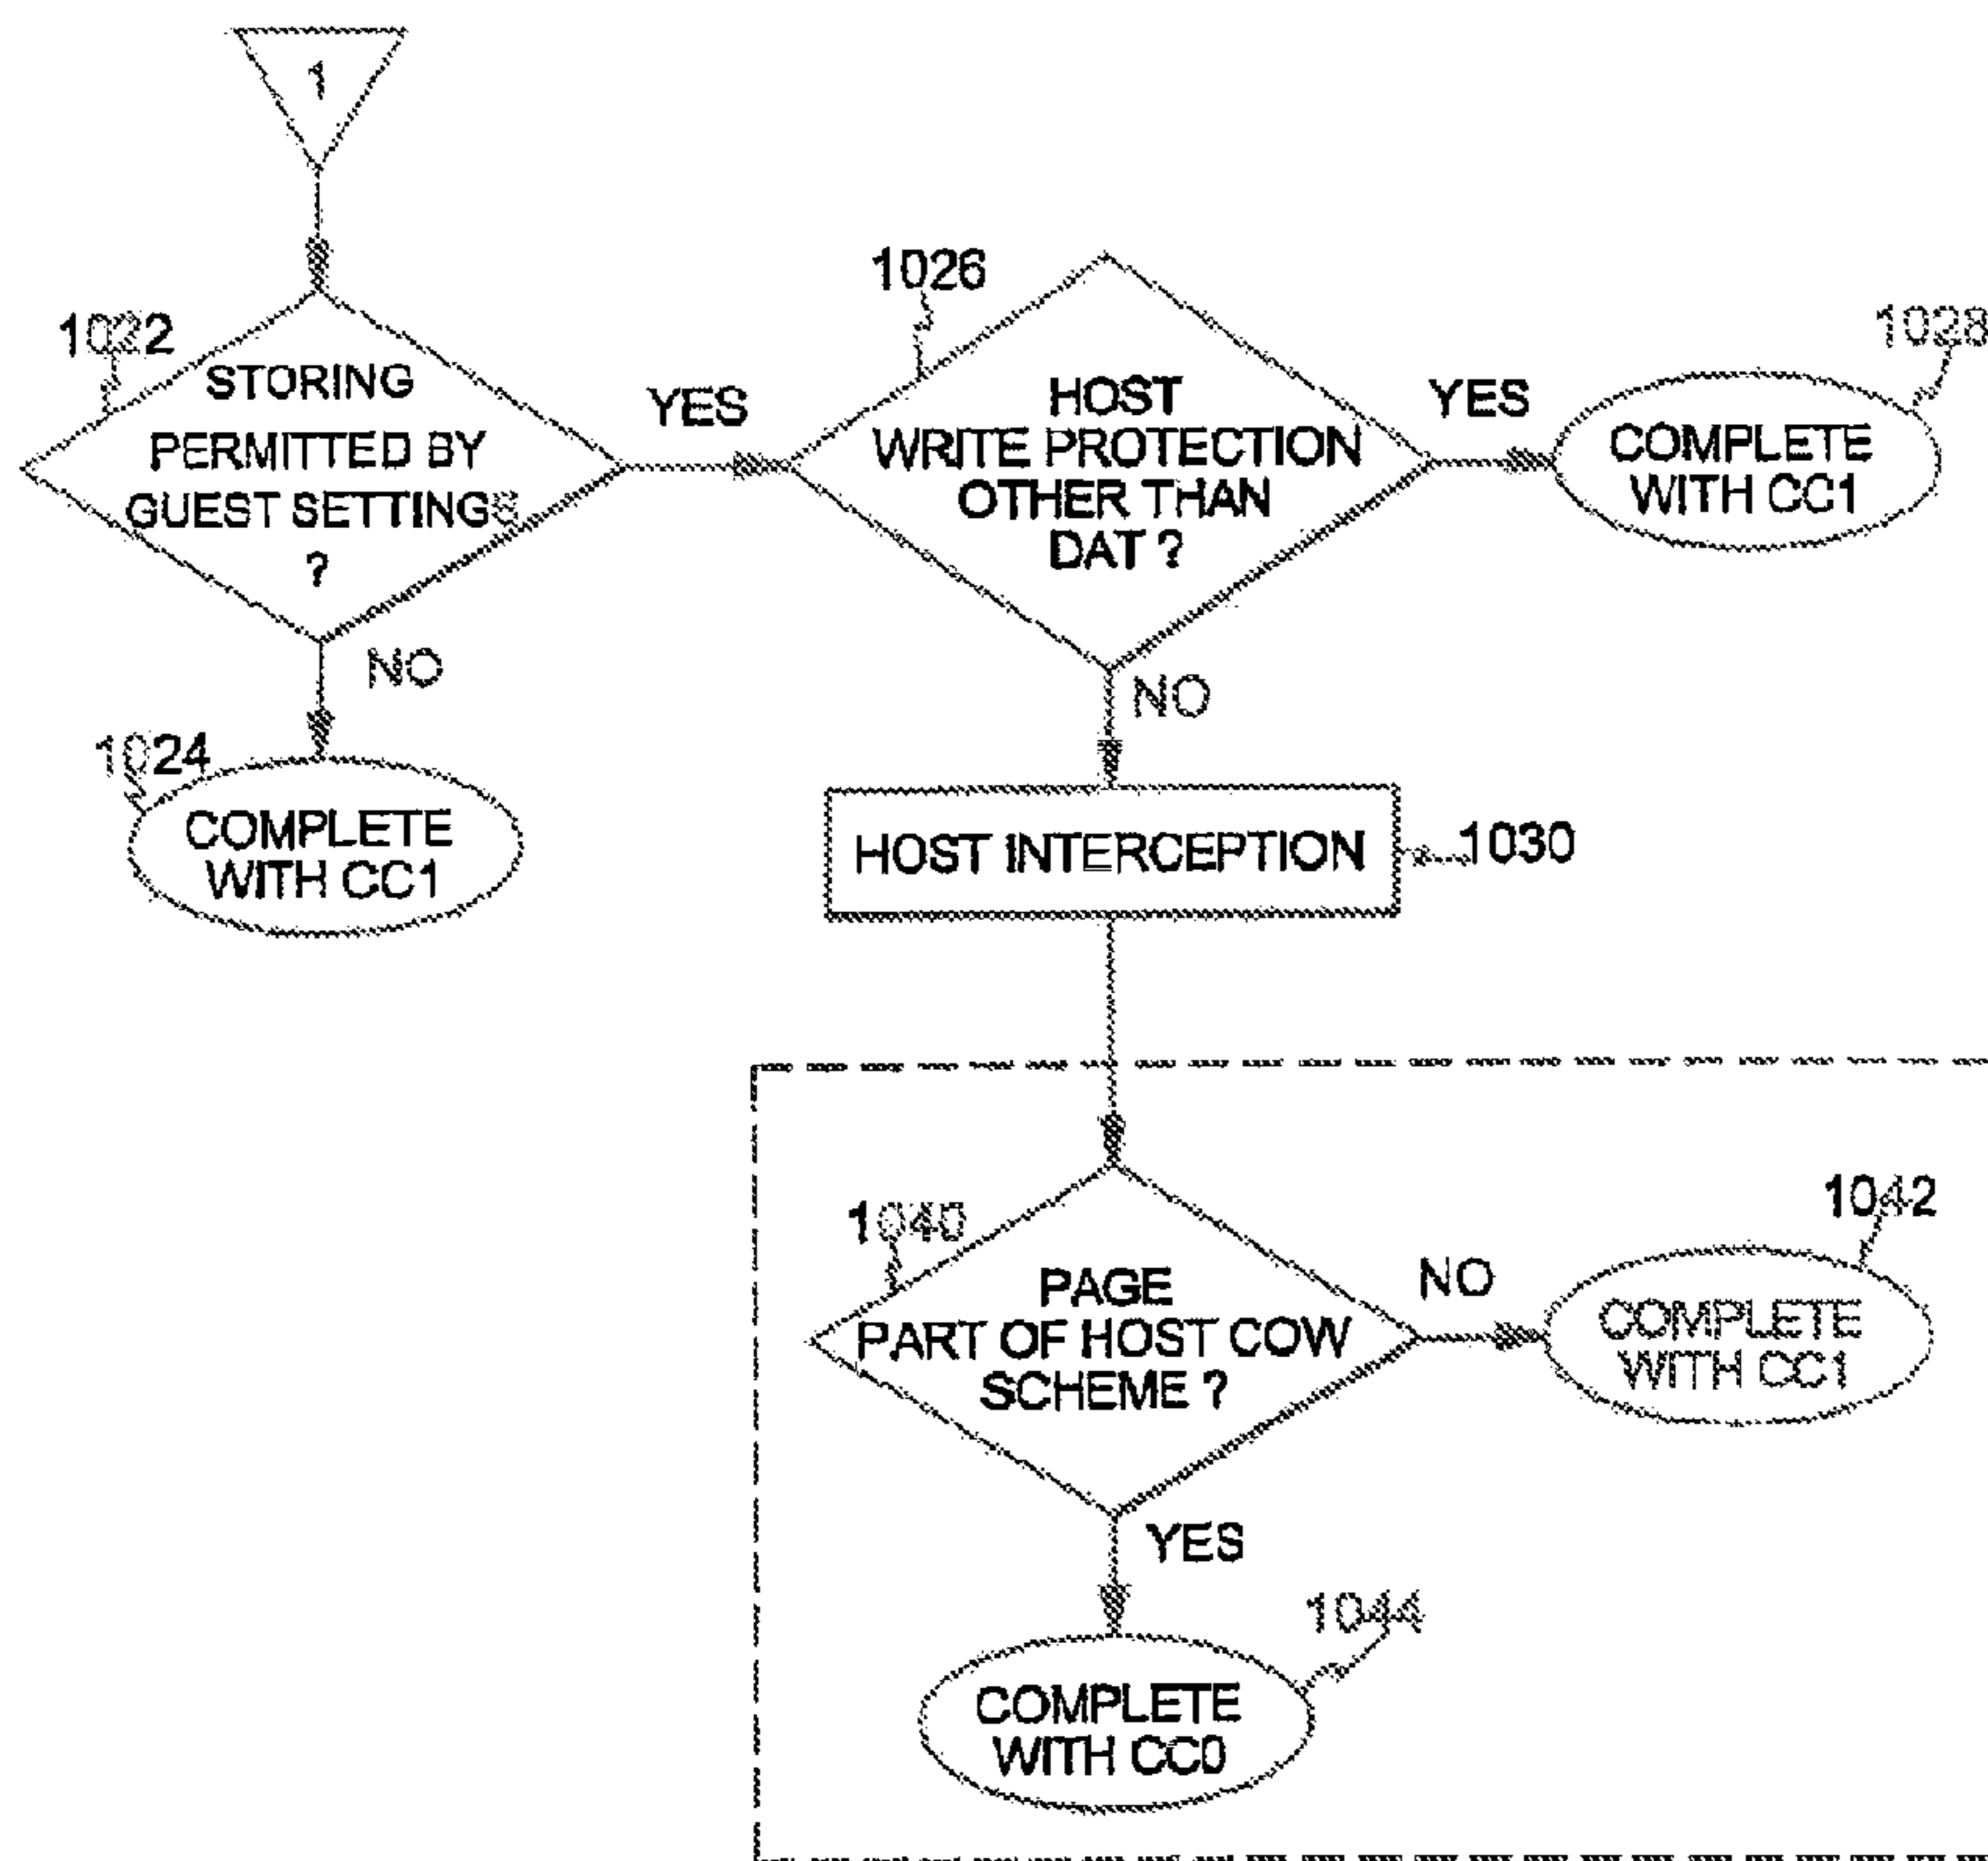 1
1022
STORING
PERMITTED BY
GUEST SETTINGS
?
YES
NO
1024
COMPLETE
WITH CC1
1026
HOST
WRITE PROTECTION
OTHER THAN
DAT ?
YES
NO
1028
COMPLETE
WITH CC1
HOST INTERCEPTION
1030
1040
PAGE
PART OF HOST COW
SCHEME ?
NO
YES
1042
COMPLETE
WITH CC1
1044
COMPLETE
WITH CC0